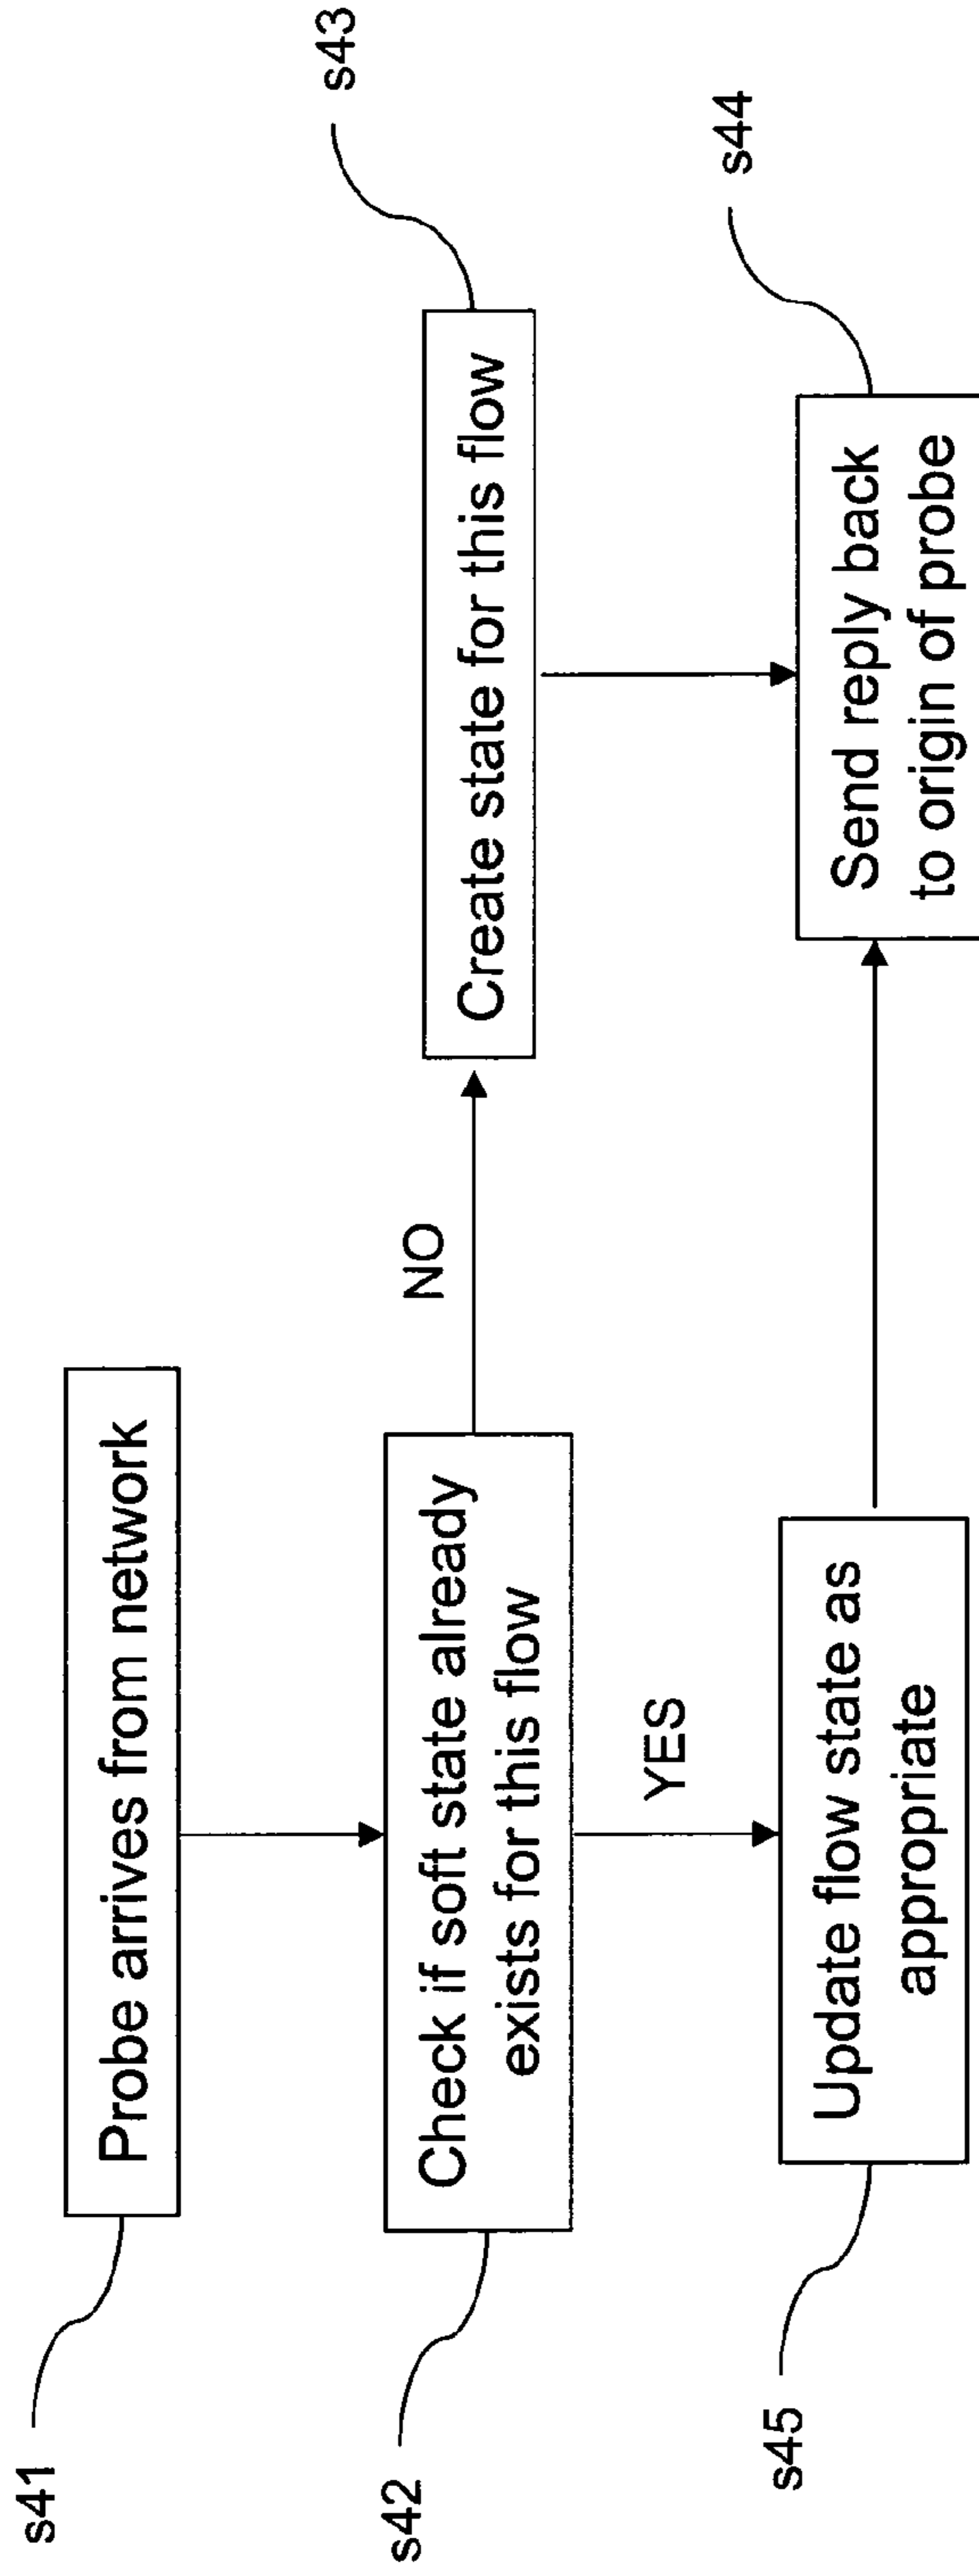 s41
Probe arrives from network
s42
Check if soft state already
exists for this flow
NO
Create state for this flow
s43
YES
s45
Update flow state as
appropriate
Send reply back
to origin of probe
s44